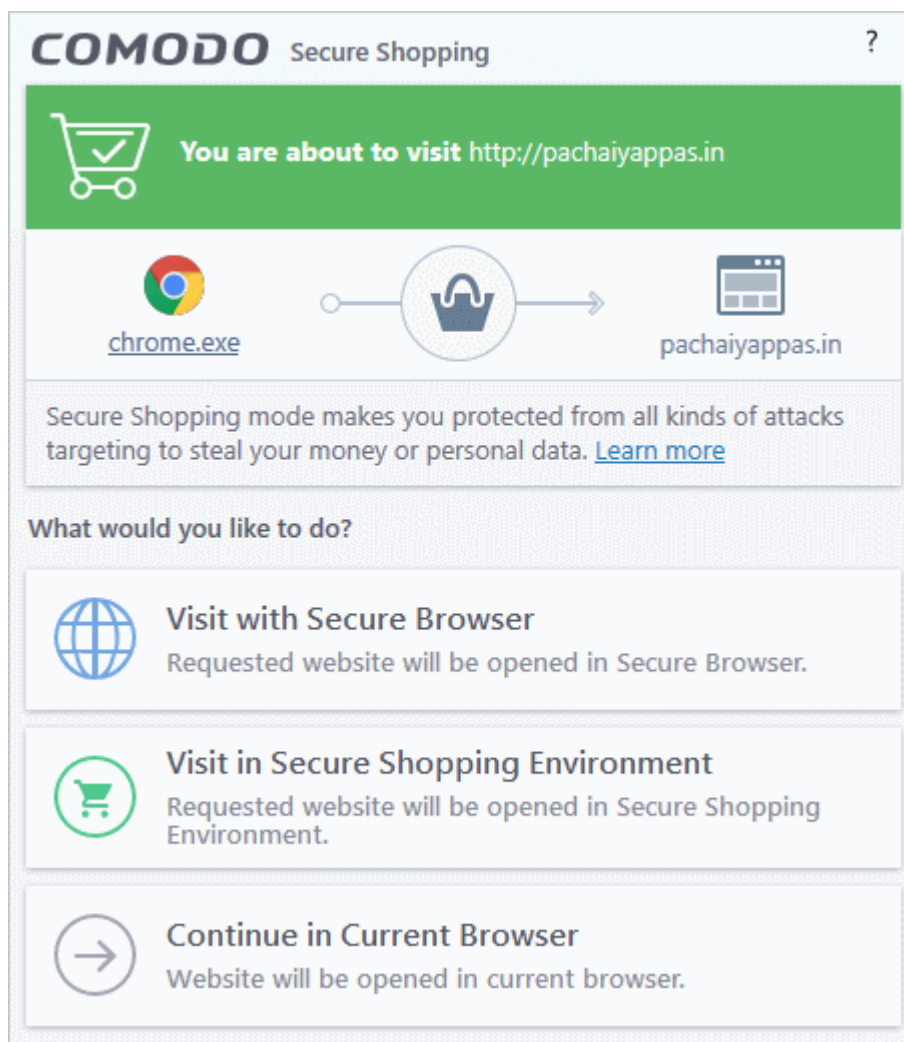 COMODO Secure Shopping ?
You are about to visit http://pachaiyappas.in
chrome.exe
pachaiyappas.in
Secure Shopping mode makes you protected from all kinds of attacks
targeting to steal your money or personal data. Learn more
What would you like to do?
Visit with Secure Browser
Requested website will be opened in Secure Browser.
Visit in Secure Shopping Environment
Requested website will be opened in Secure Shopping
Environment.
Continue in Current Browser
Website will be opened in current browser.